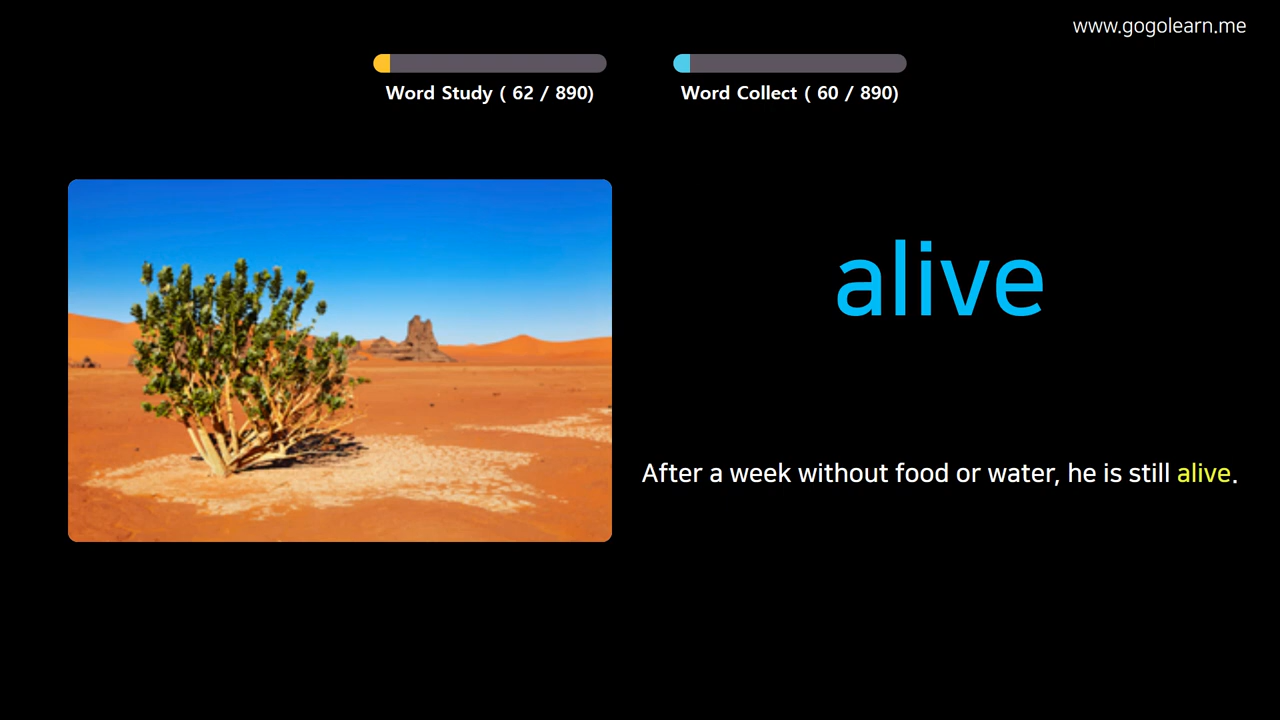 www.gogolearn.me
Word Study ( 62 / 890)
Word Collect ( 60 / 890)
alive
After a week without food or water, he is still alive.